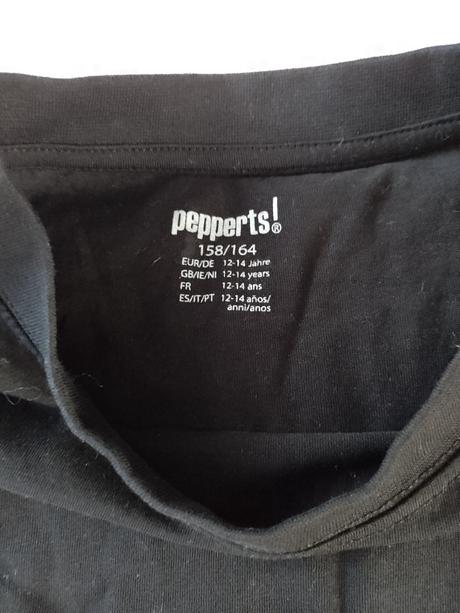 pepperts!®
158/164
EUR/DE 12-14 Jahre
GB/IE/NI 12-14 years
FR 12-14 ans
ES/IT/PT 12-14 años/
anni/anos